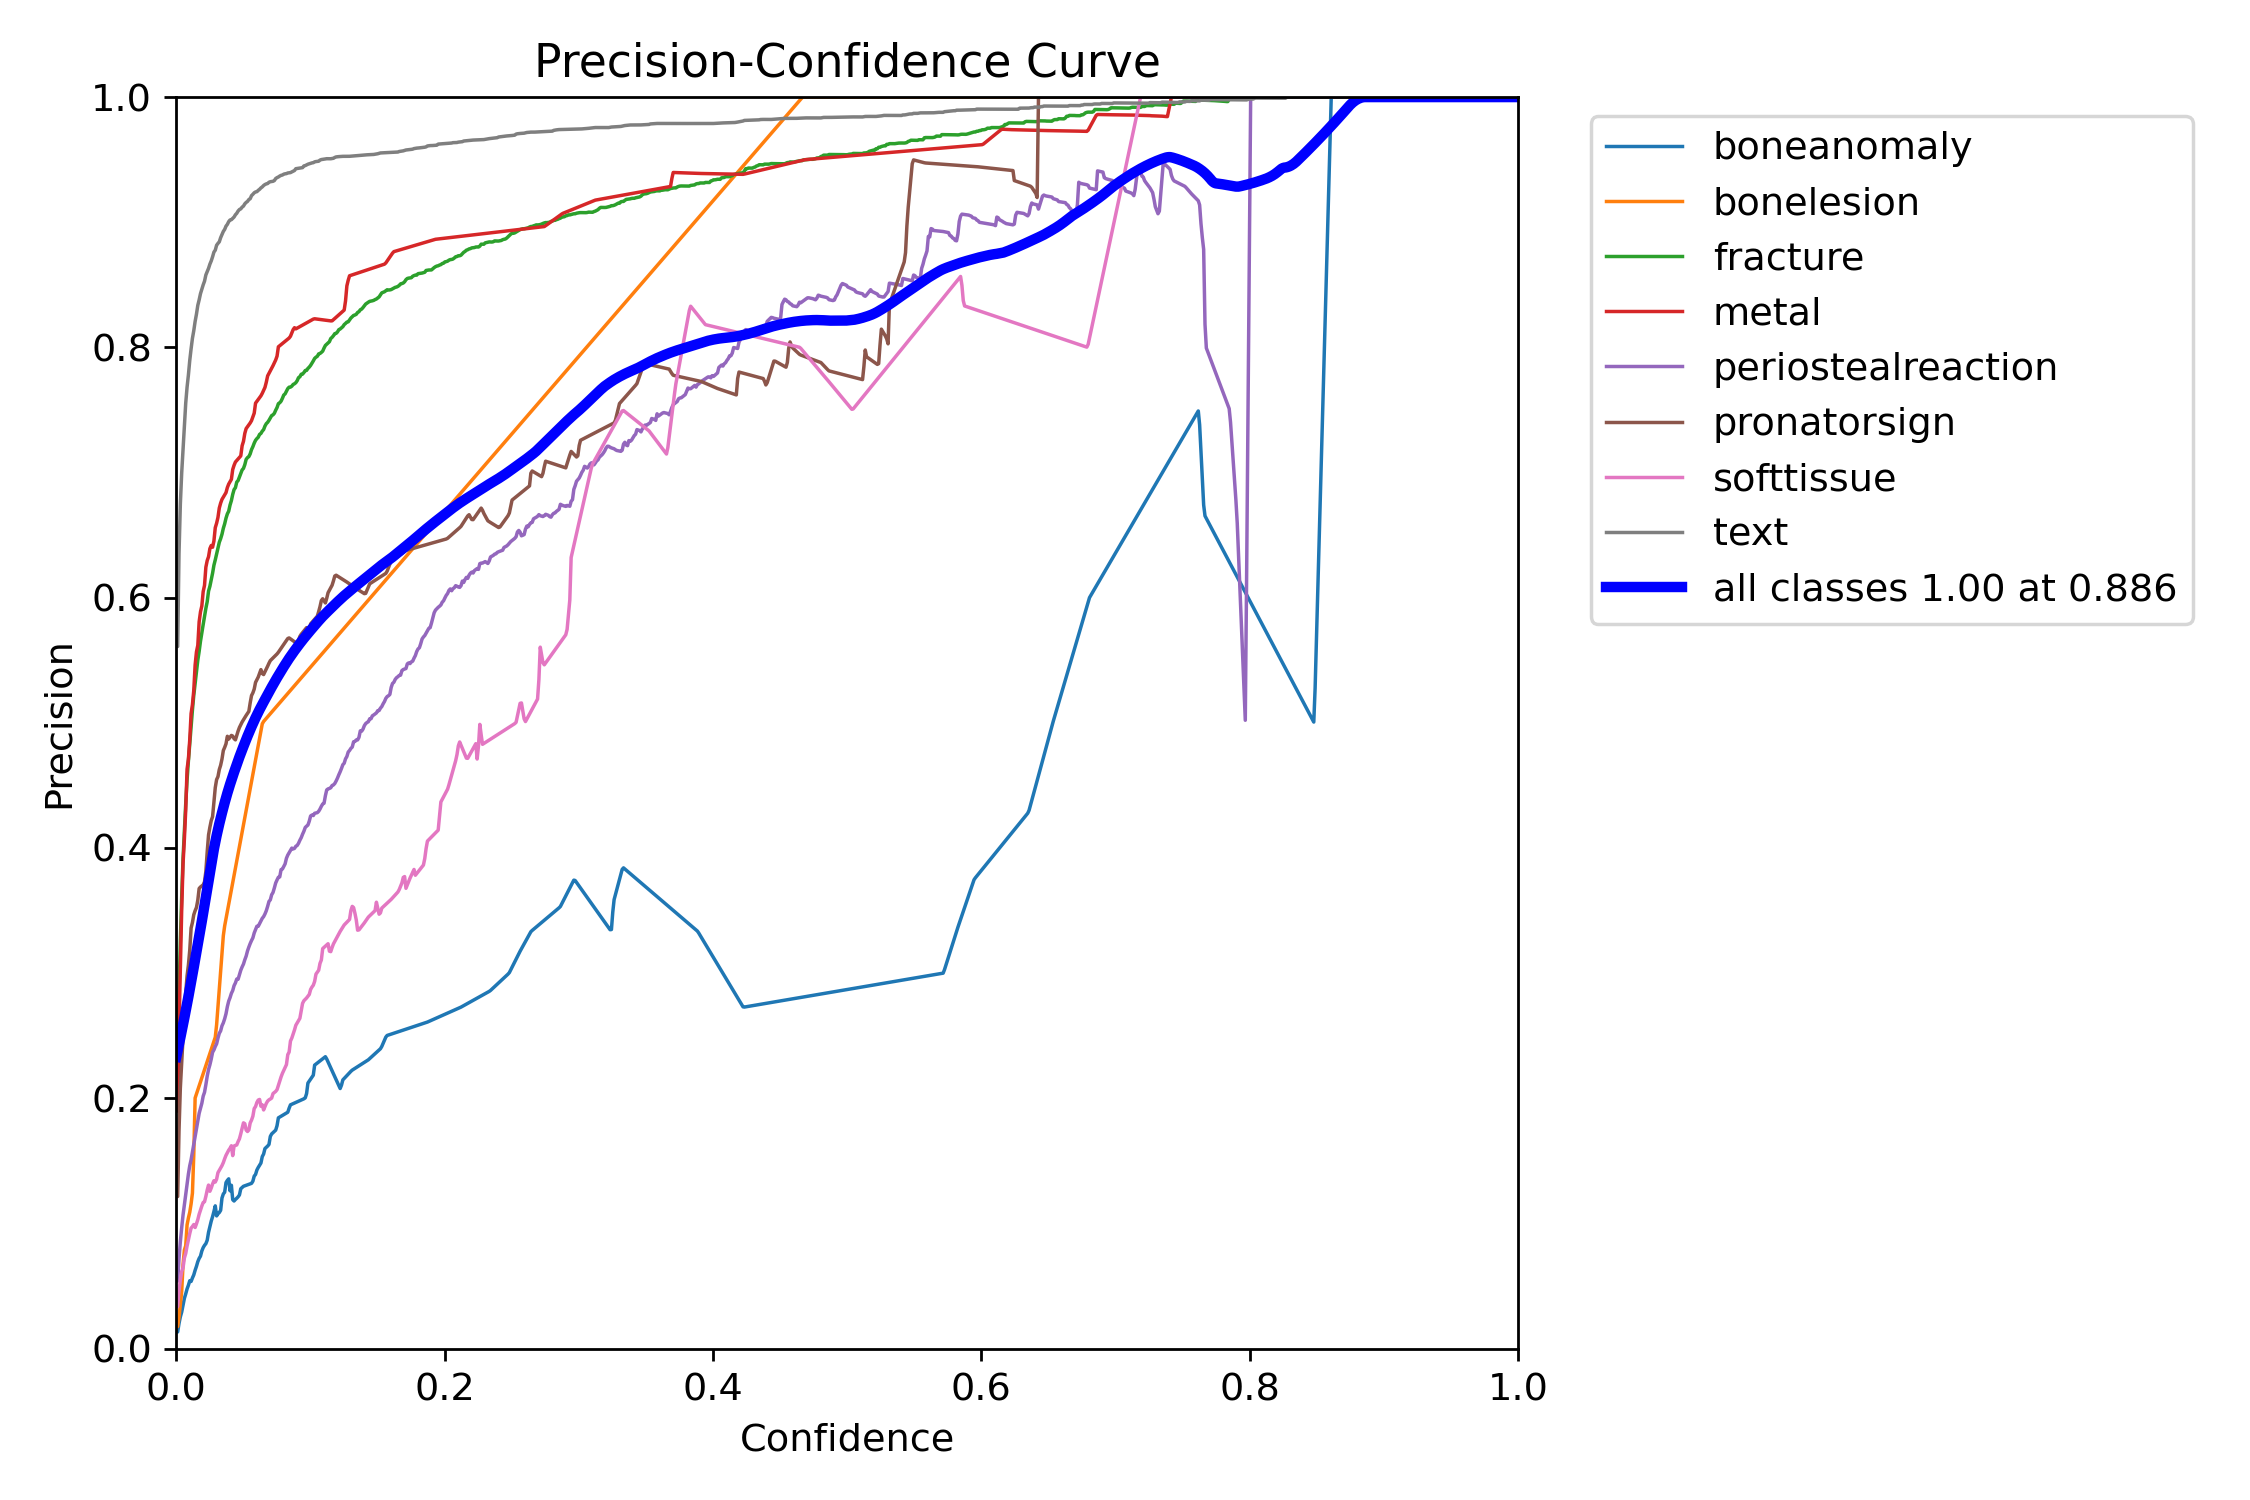 Precision-Confidence Curve
1.0
0.8
0.6
0.4
0.2
0.0
Precision
0.0 0.2 0.4 0.6 0.8 1.0
Confidence
boneanomaly
bonelesion
fracture
metal
periostealreaction
pronatorsign
softtissue
text
all classes 1.00 at 0.886